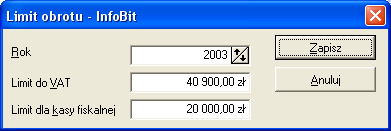 Limit obrotu - InfoBit
Rok 2003 Zapisz
Limit do VAT 40 900,00 zł Anuluj
Limit dla kasy fiskalnej 20 000,00 zł